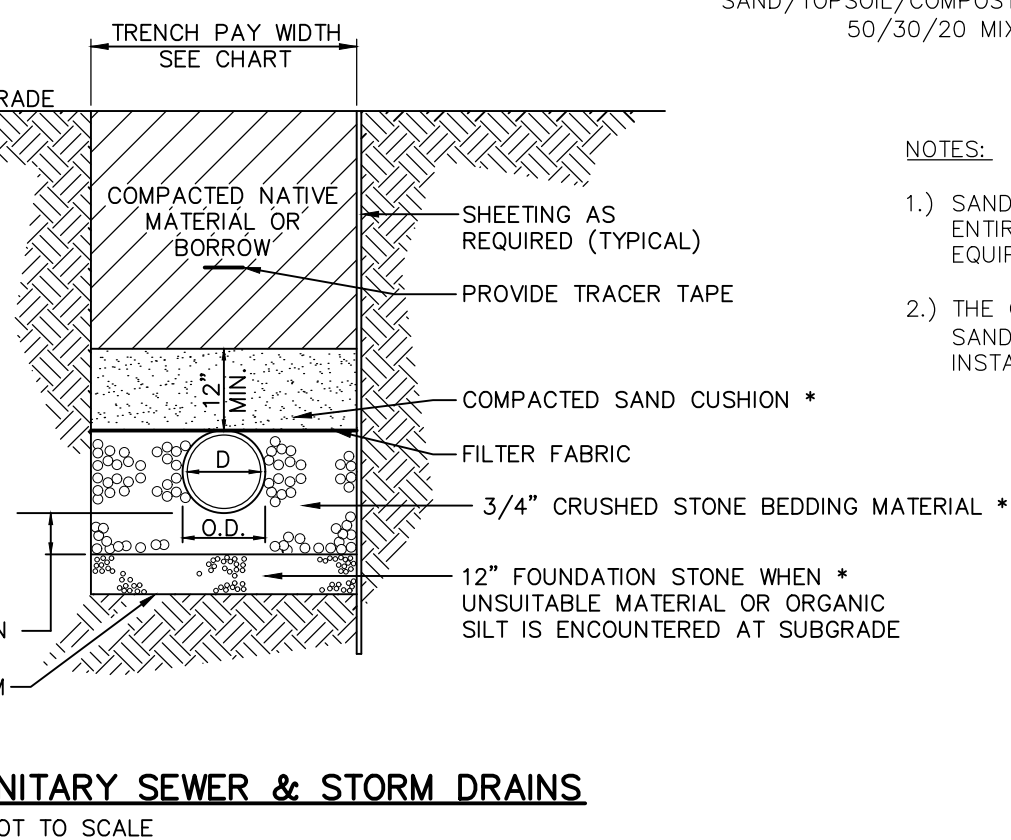 SAND/TOPSOIL/COMPOST
50/30/20 MIX
TRENCH PAY WIDTH
SEE CHART
RADE
COMPACTED NATIVE
MATERIAL OR
BORROW
SHEETING AS
REQUIRED (TYPICAL)
PROVIDE TRACER TAPE
12"
MIN.
COMPACTED SAND CUSHION *
FILTER FABRIC
D
3/4" CRUSHED STONE BEDDING MATERIAL *
O.D.
12" FOUNDATION STONE WHEN *
UNSUITABLE MATERIAL OR ORGANIC
SILT IS ENCOUNTERED AT SUBGRADE
N
M
NOTES:
1.) SAND
ENTIR
EQUIP
2.) THE
SAND
INSTA
NITARY SEWER & STORM DRAINS
OT TO SCALE